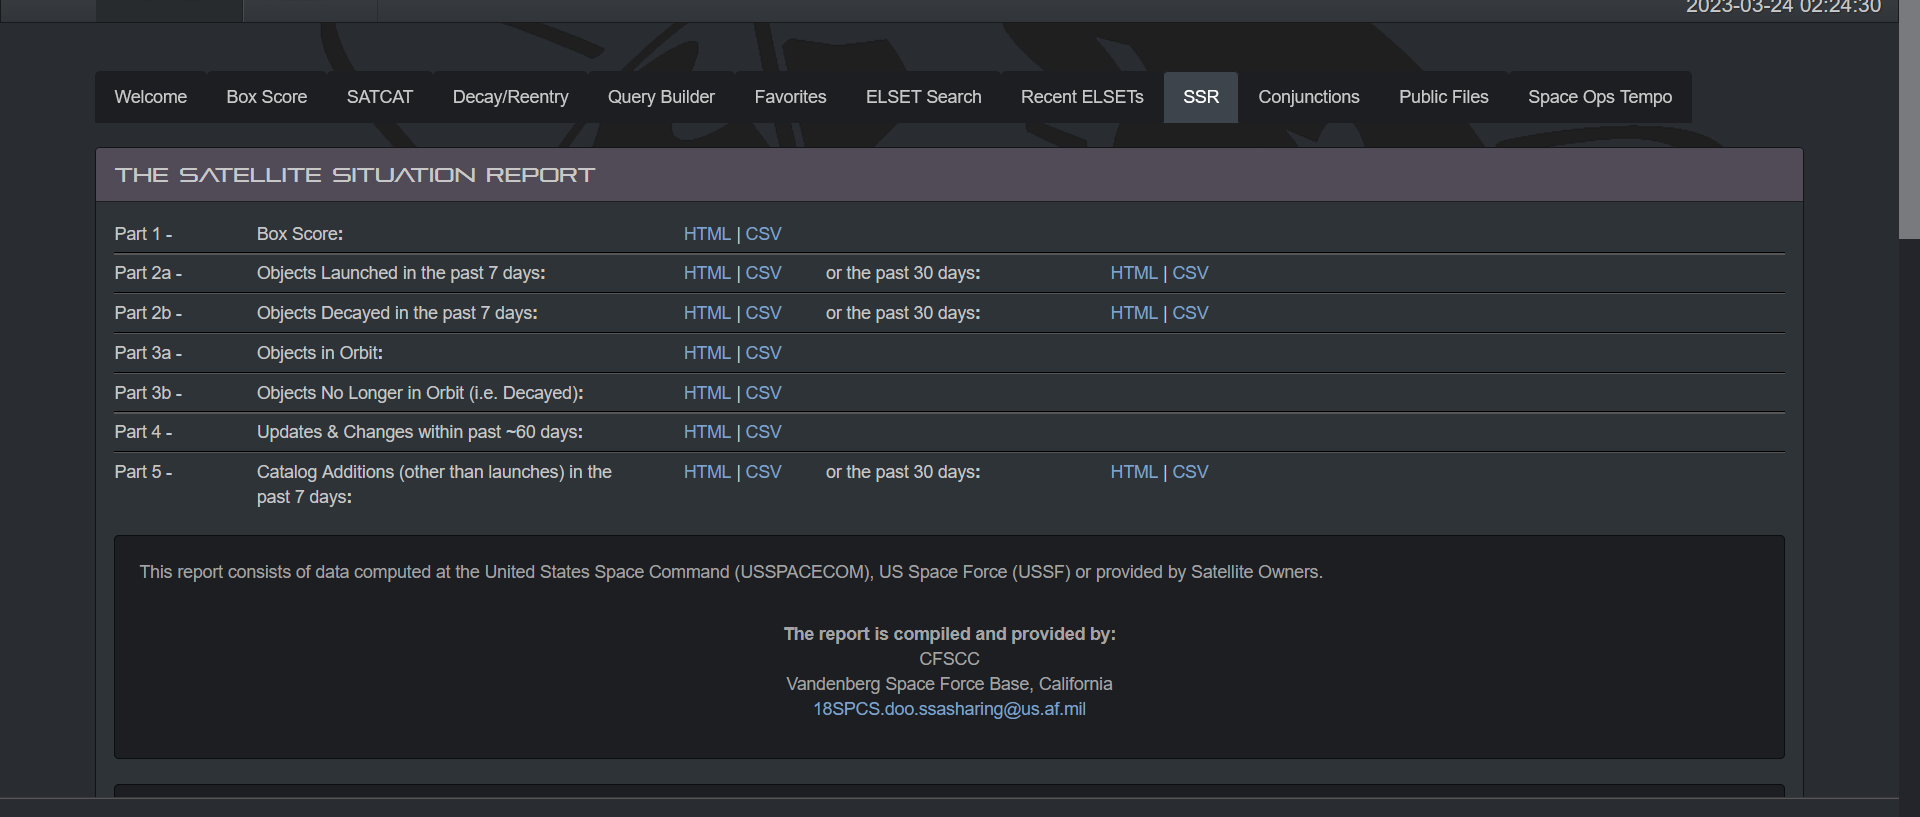 2023-03-24 02:24:30
Welcome Box Score SATCAT Decay/Reentry Query Builder Favorites ELSET Search Recent ELSETs SSR Conjunctions Public Files Space Ops Tempo
THE SATELLITE SITUATION REPORT
Part 1 - Box Score: HTML | CSV
Part 2a - Objects Launched in the past 7 days: HTML | CSV or the past 30 days: HTML | CSV
Part 2b - Objects Decayed in the past 7 days: HTML | CSV or the past 30 days: HTML | CSV
Part 3a - Objects in Orbit: HTML | CSV
Part 3b - Objects No Longer in Orbit (i.e. Decayed): HTML | CSV
Part 4 - Updates & Changes within past ~60 days: HTML | CSV
Part 5 - Catalog Additions (other than launches) in the HTML | CSV or the past 30 days: HTML | CSV
past 7 days:
This report consists of data computed at the United States Space Command (USSPACECOM), US Space Force (USSF) or provided by Satellite Owners.
The report is compiled and provided by:
CFSCC
Vandenberg Space Force Base, California
18SPCS.doo.ssasharing@us.af.mil